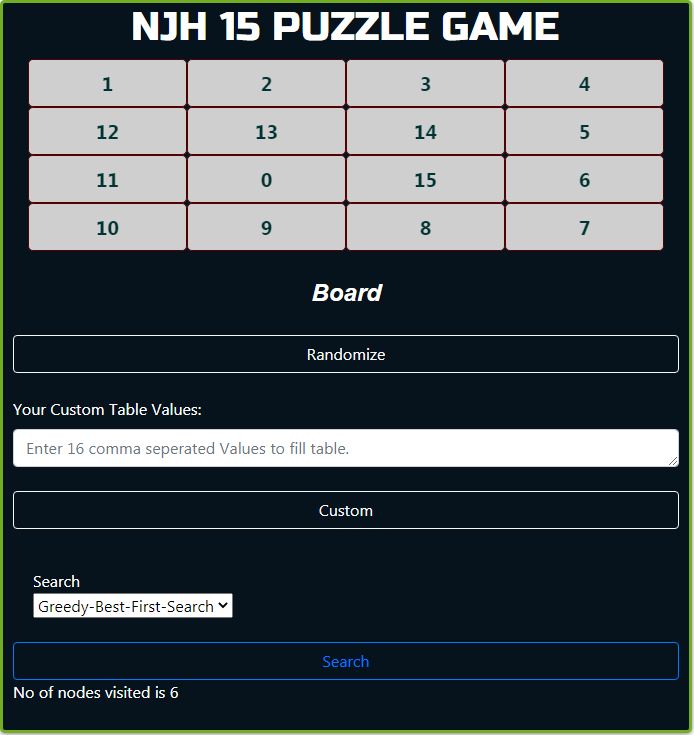 NJH 15 PUZZLE GAME
1 2 3 4
12 13 14 5
11 0 15 6
10 9 8 7
Board
Randomize
Your Custom Table Values:
Enter 16 comma seperated Values to fill table.
Custom
Search
Greedy-Best-First-Search
Search
No of nodes visited is 6